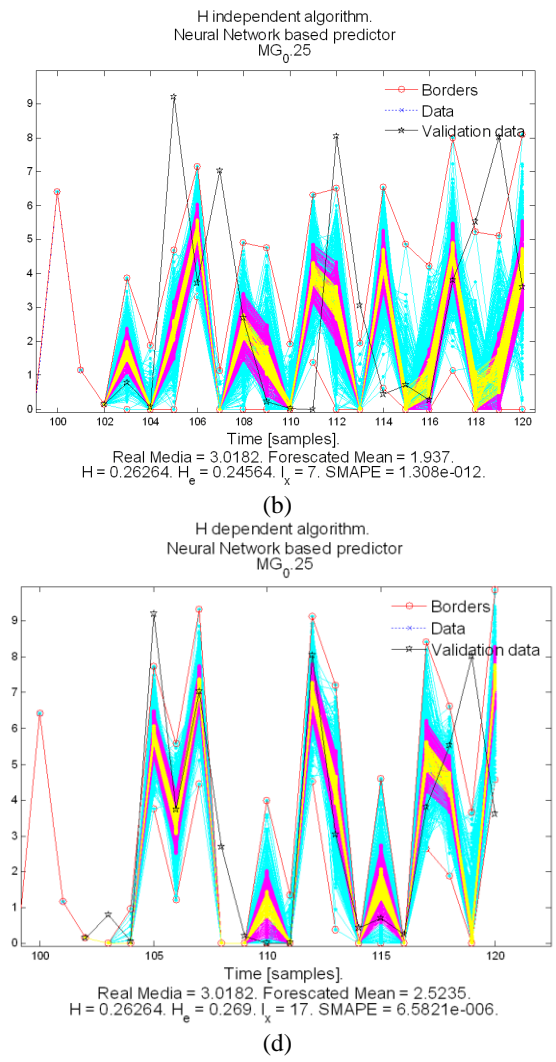 H independent algorithm.
Neural Network based predictor
MG0.25
9
8
7
6
5
4
3
2
1
0
Borders
Data
Validation data
100 102 104 106 108 110 112 114 116 118 120
Time [samples].
Real Media = 3.0182. Forescated Mean = 1.937.
H = 0.26264. He = 0.24564. Ix = 7. SMAPE = 1.308e-012.
(b)
H dependent algorithm.
Neural Network based predictor
MG0.25
9
8
7
6
5
4
3
2
1
0
Borders
Data
Validation data
100 105 110 115 120
Time [samples].
Real Media = 3.0182. Forescated Mean = 2.5235.
H = 0.26264. He = 0.269. Ix = 17. SMAPE = 6.5821e-006.
(d)